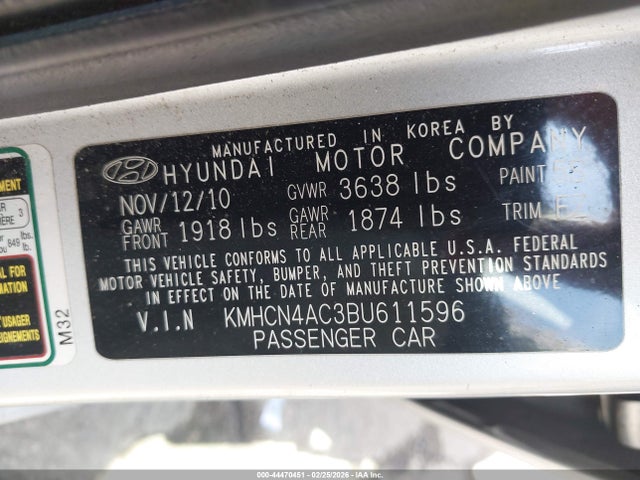 MANUFACTURED IN KOREA BY
HYUNDAI MOTOR COMPANY
NOV/12/10 GVWR 3638 lbs PAINT
GAWR FRONT 1918 lbs GAWR REAR 1874 lbs TRIM
THIS VEHICLE CONFORMS TO ALL APPLICABLE U.S.A. FEDERAL
MOTOR VEHICLE SAFETY, BUMPER, AND THEFT PREVENTION STANDARDS
IN EFFECT ON THE DATE OF MANUFACTURE SHOWN ABOVE
V.I.N KMHCN4AC3BU611596
PASSENGER CAR
M32
000-44470451 - 02/25/2026 - IAA Inc.